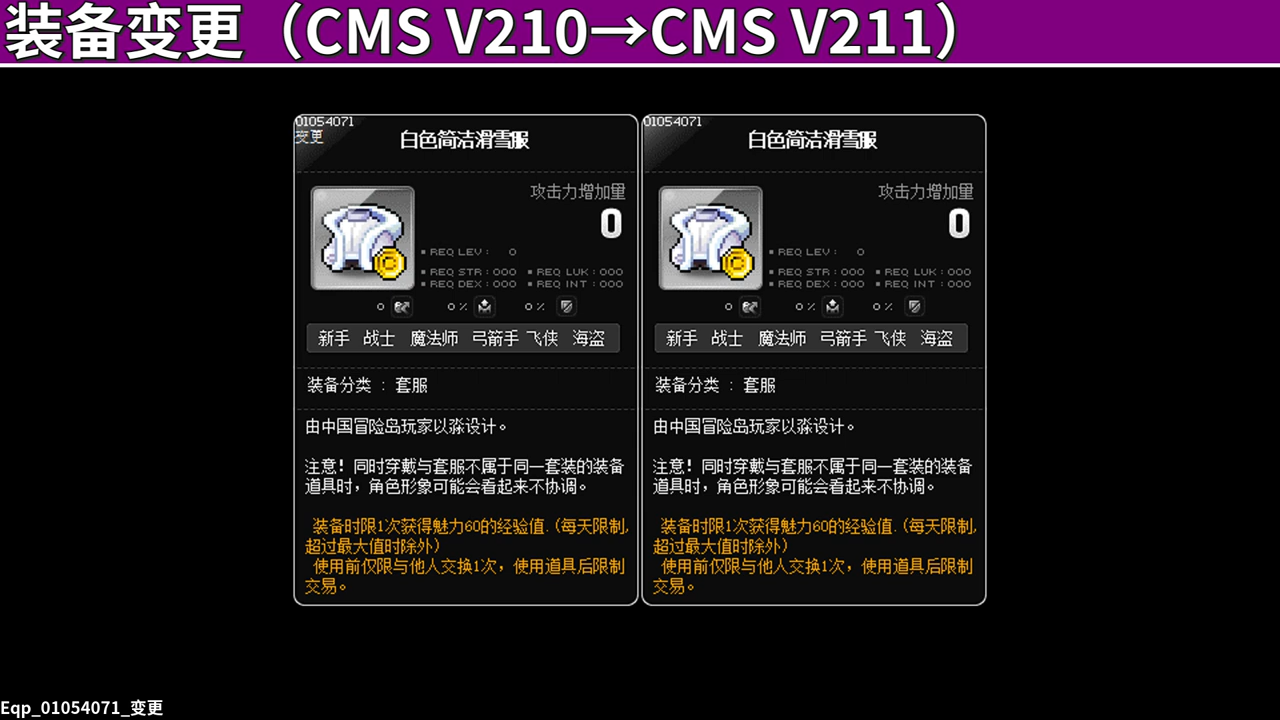 装备变更（CMS V210→CMS V211）
01054071
变更
白色简洁滑雪服
攻击力增加量
0
REQ LEV : 0
REQ STR : 000 REQ LUK : 000
REQ DEX : 000 REQ INT : 000
0 0 % 0 %
新手 战士 魔法师 弓箭手 飞侠 海盗
装备分类 : 套服
由中国冒险岛玩家以淼设计。
注意！同时穿戴与套服不属于同一套装的装备
道具时，角色形象可能会看起来不协调。
装备时限1次获得魅力60的经验值.(每天限制,
超过最大值时除外)
使用前仅限与他人交换1次，使用道具后限制
交易。
01054071
白色简洁滑雪服
攻击力增加量
0
REQ LEV : 0
REQ STR : 000 REQ LUK : 000
REQ DEX : 000 REQ INT : 000
0 0 % 0 %
新手 战士 魔法师 弓箭手 飞侠 海盗
装备分类 : 套服
由中国冒险岛玩家以淼设计。
注意！同时穿戴与套服不属于同一套装的装备
道具时，角色形象可能会看起来不协调。
装备时限1次获得魅力60的经验值.(每天限制,
超过最大值时除外)
使用前仅限与他人交换1次，使用道具后限制
交易。
Eqp_01054071_变更